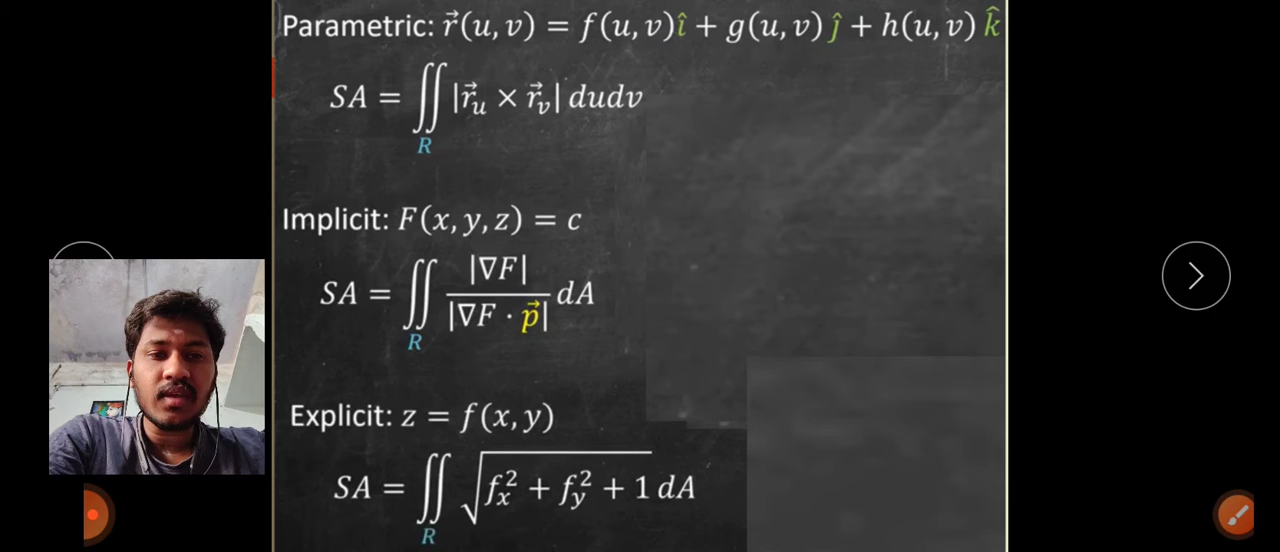 Parametric: r⃗(u, v) = f(u, v)î + g(u, v) ĵ + h(u, v) k̂
SA = ∬_R |r⃗_u × r⃗_v| dudv
Implicit: F(x, y, z) = c
SA = ∬_R |∇F| / |∇F · p⃗| dA
Explicit: z = f(x, y)
SA = ∬_R √(f_x² + f_y² + 1) dA